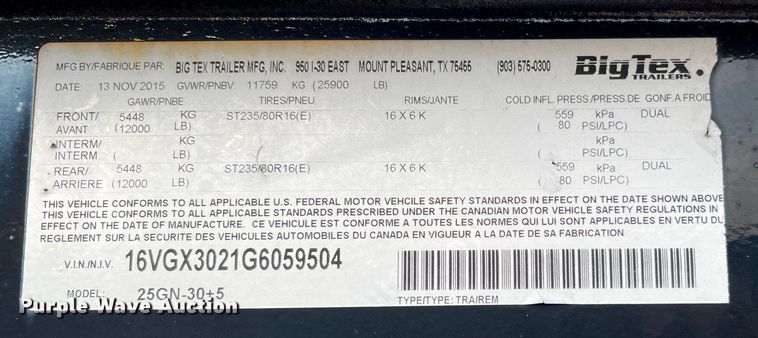 MFG BY/FABRIQUE PAR: BIG TEX TRAILER MFG, INC. 950 I-30 EAST MOUNT PLEASANT, TX 75455 (903) 575-0300
BigTex
TRAILERS
DATE 13 NOV 2015 GVWR/PNBV: 11759 KG (25900 LB)
GAWR/PNBE TIRES/PNEU. RIMS/JANTE COLD INFL. PRESS/PRESS. DE GONF. A FROID
FRONT/ 5448 KG ST235/80R16(E) 16 X 6 K 559 kPa DUAL
AVANT (12000 LB) ( 80 PSI/LPC)
INTERM/ KG kPa
INTERM. ( LB) ( PSI/LPC)
REAR/ 5448 KG ST235/80R16(E) 16 X 6 K 559 kPa DUAL
ARRIERE (12000 LB) ( 80 PSI/LPC)
THIS VEHICLE CONFORMS TO ALL APPLICABLE U.S. FEDERAL MOTOR VEHCILE SAFETY STANDARDS IN EFFECT ON THE DATE SHOWN ABOVE
THIS VEHICLE CONFORMS TO ALL APPLICABLE STANDARDS PRESCRIBED UNDER THE CANADIAN MOTOR VEHICLE SAFETY REGULATIONS IN
EFFECT ON THE DATE OF MANUFACTURE. CE VEHICULE EST CONFORME A TOUTES LES NORMES QUI LUI SONT APPLICABLES EN VERTU DU
REGLEMENT SUR LA SECURITE DES VEHICULES AUTOMOBILES DU CANADA EN VIGUEUR A LA DATE DE SA FABRICATION
V.I.N./N.I.V. 16VGX3021G6059504
MODEL: 25GN-30+5 TYPE/TYPE: TRA/REM
Purple Wave Auction